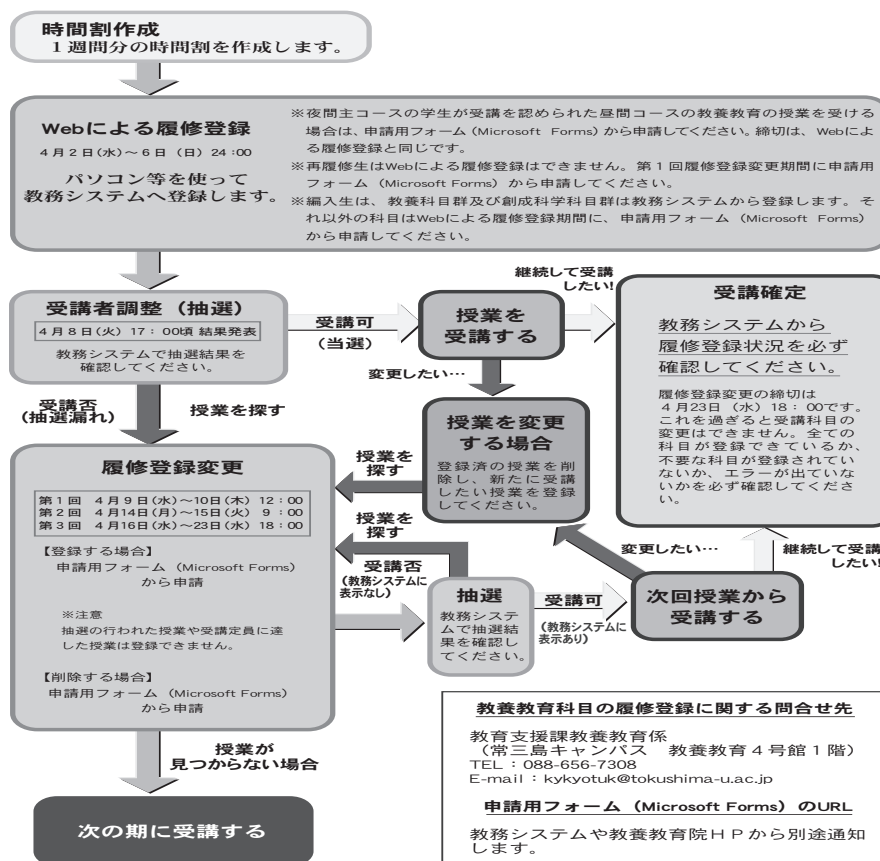 時間割作成
１週間分の時間割を作成します。
Webによる履修登録
４月２日(水)～６日（日）24：00
パソコン等を使って
教務システムへ登録します。
※夜間主コースの学生が受講を認められた昼間コースの教養教育の授業を受ける
場合は、申請用フォーム（Microsoft Forms）から申請してください。締切は、Webによ
る履修登録と同じです。
※再履修生はWebによる履修登録はできません。第１回履修登録変更期間に申請用
フォーム（Microsoft Forms）から申請してください。
※編入生は、教養科目群及び創成科学科目群は教務システムから登録します。そ
れ以外の科目はWebによる履修登録期間に、申請用フォーム（Microsoft Forms）
から申請してください。
受講者調整（抽選）
４月８日(火) 17：00頃 結果発表
教務システムで抽選結果を
確認してください。
受講可
(当選)
授業を
受講する
継続して受講
したい!
受講確定
教務システムから
履修登録状況を必ず
確認してください。
履修登録変更の締切は
４月23日（水）18：00です。
これを過ぎると受講科目の
変更はできません。全ての
科目が登録できているか、
不要な科目が登録されてい
ないか、エラーが出ていな
いかを必ず確認してくださ
い。
変更したい…
受講否
(抽選漏れ)
授業を探す
授業を変更
する場合
登録済の授業を削
除し、新たに受講
したい授業を登録
してください。
授業を
探す
履修登録変更
第１回 ４月９日(水)～10日(木) 12：00
第２回 ４月14日(月)～15日(火) 9：00
第３回 ４月16日(水)～23日(水) 18：00
【登録する場合】
申請用フォーム（Microsoft Forms）
から申請
※注意
抽選の行われた授業や受講定員に達
した授業は登録できません。
【削除する場合】
申請用フォーム（Microsoft Forms）
から申請
授業を
探す
受講否
(教務システムに
表示なし)
抽選
教務システ
ムで抽選結
果を確認し
てください。
受講可
(教務システムに
表示あり)
変更したい…
継続して受講
したい!
次回授業から
受講する
授業が
見つからない場合
次の期に受講する
教養教育科目の履修登録に関する問合せ先
教育支援課教養教育係
（常三島キャンパス 教養教育４号館１階）
TEL：088-656-7308
E-mail：kykyotuk@tokushima-u.ac.jp
申請用フォーム（Microsoft Forms）のURL
教務システムや教養教育院ＨＰから別途通知
します。